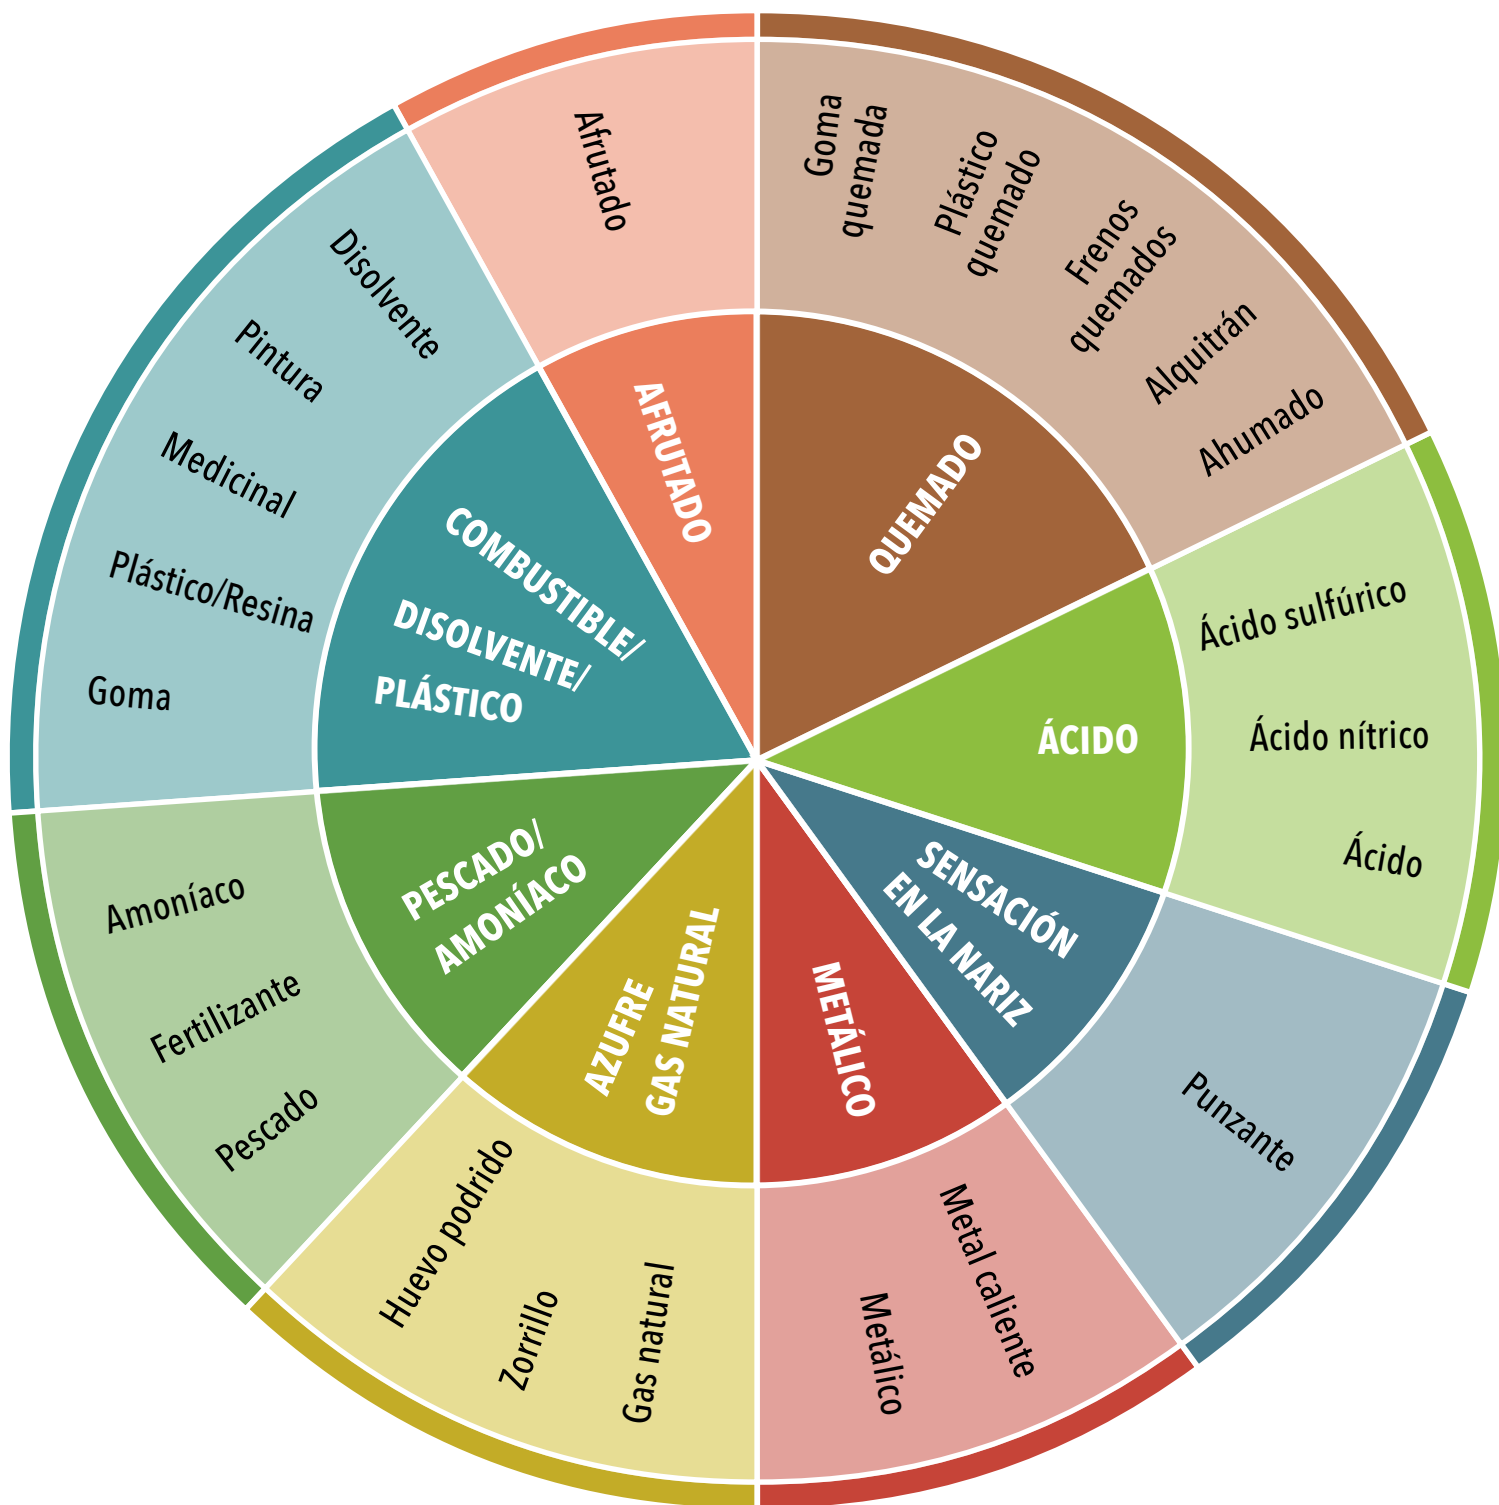 QUEMADO
Goma
quemada
Plástico
quemado
Frenos
quemados
Alquitrán
Ahumado
ÁCIDO
Ácido sulfúrico
Ácido nítrico
Ácido
SENSACIÓN
EN LA NARIZ
Punzante
METÁLICO
Metal caliente
Metálico
AZUFRE
GAS NATURAL
Gas natural
Zorrillo
Huevo podrido
PESCADO/
AMONÍACO
Pescado
Fertilizante
Amoníaco
COMBUSTIBLE/
DISOLVENTE/
PLÁSTICO
Goma
Plástico/Resina
Medicinal
Pintura
Disolvente
AFRUTADO
Afrutado